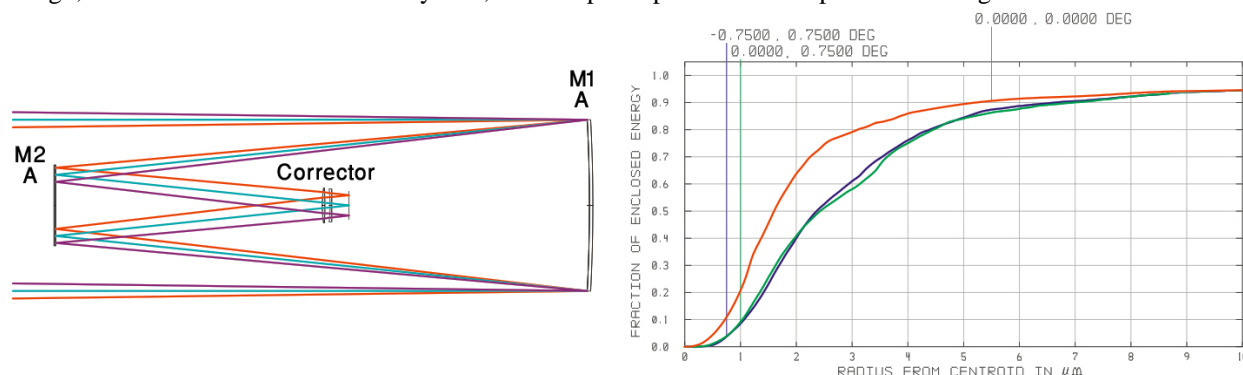 M1
A
M2
A
Corrector
0.0000, 0.0000 DEG
-0.7500, 0.7500 DEG
0.0000, 0.7500 DEG
FRACTION OF ENCLOSED ENERGY
1.0
0.9
0.8
0.7
0.6
0.5
0.4
0.3
0.2
0.1
0.0
0 1 2 3 4 5 6 7 8 9 10
RADIUS FROM CENTROID IN µm